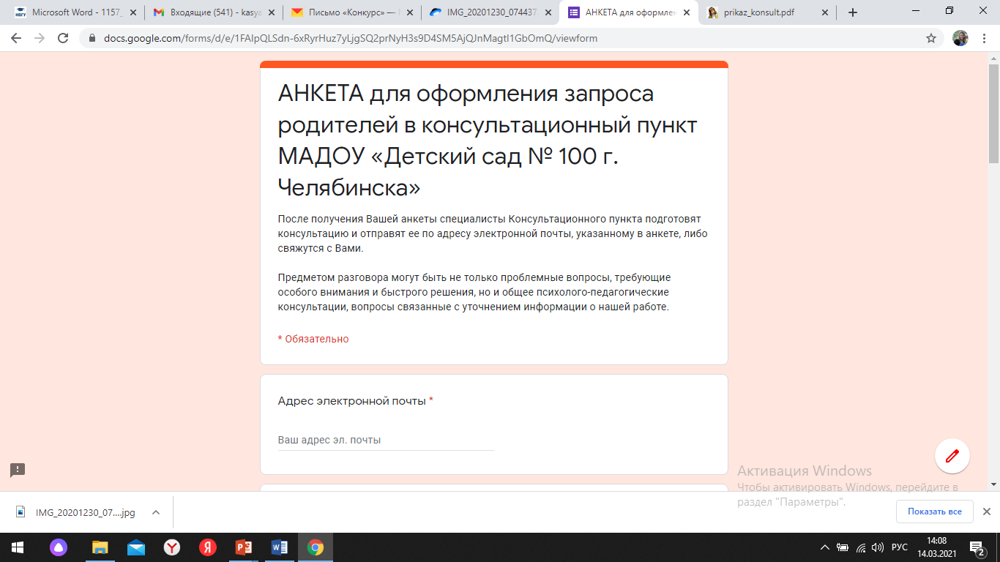 Microsoft Word - 1157_
Входящие (541) - kasya
Письмо «Конкурс» —
IMG_20201230_074437.
АНКЕТА для оформлен
prikaz_konsult.pdf
docs.google.com/forms/d/e/1FAIpQLSdn-6xRyrHuz7yLjgSQ2prNyH3s9D4SM5AjQJnMagtI1GbOmQ/viewform
АНКЕТА для оформления запроса
родителей в консультационный пункт
МАДОУ «Детский сад № 100 г.
Челябинска»
После получения Вашей анкеты специалисты Консультационного пункта подготовят
консультацию и отправят ее по адресу электронной почты, указанному в анкете, либо
свяжутся с Вами.
Предметом разговора могут быть не только проблемные вопросы, требующие
особого внимания и быстрого решения, но и общее психолого-педагогические
консультации, вопросы связанные с уточнением информации о нашей работе.
* Обязательно
Адрес электронной почты *
Ваш адрес эл. почты
Активация Windows
Чтобы активировать Windows, перейдите в
раздел "Параметры".
IMG_20201230_07....jpg
Показать все
РУС
14:08
14.03.2021
2